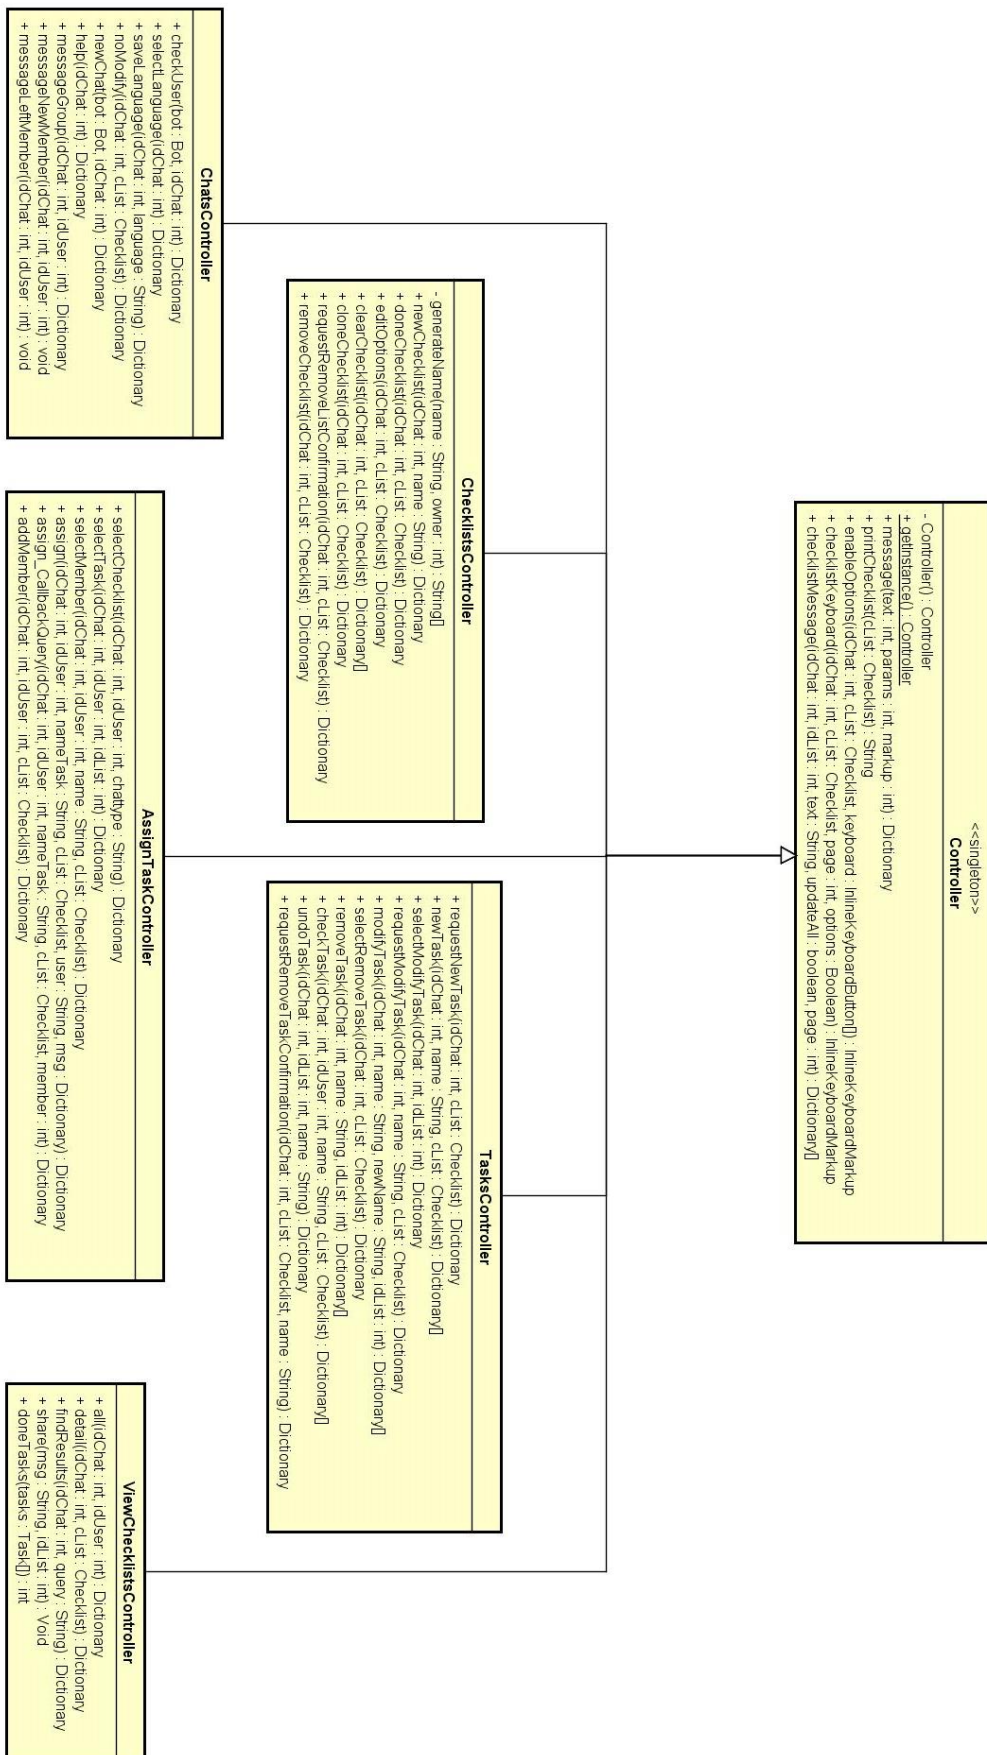 <<singleton>>
Controller
- Controller() : Controller
+ getInstance() : Controller
+ message(text : int, params : int, markup : int) : Dictionary
+ printChecklist(cList : Checklist) : String
+ enableOptions(idChat : int, cList : Checklist, keyboard : InlineKeyboardButton[]) : InlineKeyboardMarkup
+ checklistKeyboard(idChat : int, cList : Checklist, page : int, options : Boolean) : InlineKeyboardMarkup
+ checklistMessage(idChat : int, idList : int, text : String, updateAll : boolean, page : int) : Dictionary[]
ChatsController
+ checkUser(bot : Bot, idChat : int) : Dictionary
+ selectLanguage(idChat : int) : Dictionary
+ saveLanguage(idChat : int, language : String) : Dictionary
+ noModify(idChat : int, cList : Checklist) : Dictionary
+ newChat(bot : Bot, idChat : int) : Dictionary
+ help(idChat : int) : Dictionary
+ messageGroup(idChat : int, idUser : int) : Dictionary
+ messageNewMember(idChat : int, idUser : int) : void
+ messageLeftMember(idChat : int, idUser : int) : void
ChecklistsController
- generateName(name : String, owner : int) : String[]
+ newChecklist(idChat : int, name : String) : Dictionary
+ doneChecklist(idChat : int, cList : Checklist) : Dictionary
+ editOptions(idChat : int, cList : Checklist) : Dictionary
+ clearChecklist(idChat : int, cList : Checklist) : Dictionary[]
+ cloneChecklist(idChat : int, cList : Checklist) : Dictionary
+ requestRemoveListConfirmation(idChat : int, cList : Checklist) : Dictionary
+ removeChecklist(idChat : int, cList : Checklist) : Dictionary
AssignTaskController
+ selectChecklist(idChat : int, idUser : int, chattype : String) : Dictionary
+ selectTask(idChat : int, idUser : int, idList : int) : Dictionary
+ selectMember(idChat : int, idUser : int, name : String, cList : Checklist) : Dictionary
+ assign(idChat : int, idUser : int, nameTask : String, cList : Checklist, user : String, msg : Dictionary) : Dictionary
+ assign_CallbackQuery(idChat : int, idUser : int, nameTask : String, cList : Checklist, member : int) : Dictionary
+ addMember(idChat : int, idUser : int, cList : Checklist) : Dictionary
TasksController
+ requestNewTask(idChat : int, cList : Checklist) : Dictionary
+ newTask(idChat : int, name : String, cList : Checklist) : Dictionary[]
+ selectModifyTask(idChat : int, idList : int) : Dictionary
+ requestModifyTask(idChat : int, name : String, cList : Checklist) : Dictionary
+ modifyTask(idChat : int, name : String, newName : String, idList : int) : Dictionary[]
+ selectRemoveTask(idChat : int, cList : Checklist) : Dictionary
+ removeTask(idChat : int, name : String, idList : int) : Dictionary[]
+ checkTask(idChat : int, idUser : int, name : String, cList : Checklist) : Dictionary[]
+ undoTask(idChat : int, idList : int, name : String) : Dictionary
+ requestRemoveTaskConfirmation(idChat : int, cList : Checklist, name : String) : Dictionary
ViewChecklistsController
+ all(idChat : int, idUser : int) : Dictionary
+ detail(idChat : int, cList : Checklist) : Dictionary
+ findResults(idChat : int, query : String) : Dictionary
+ share(msg : String, idList : int) : Void
+ doneTasks(tasks : Task[]) : int